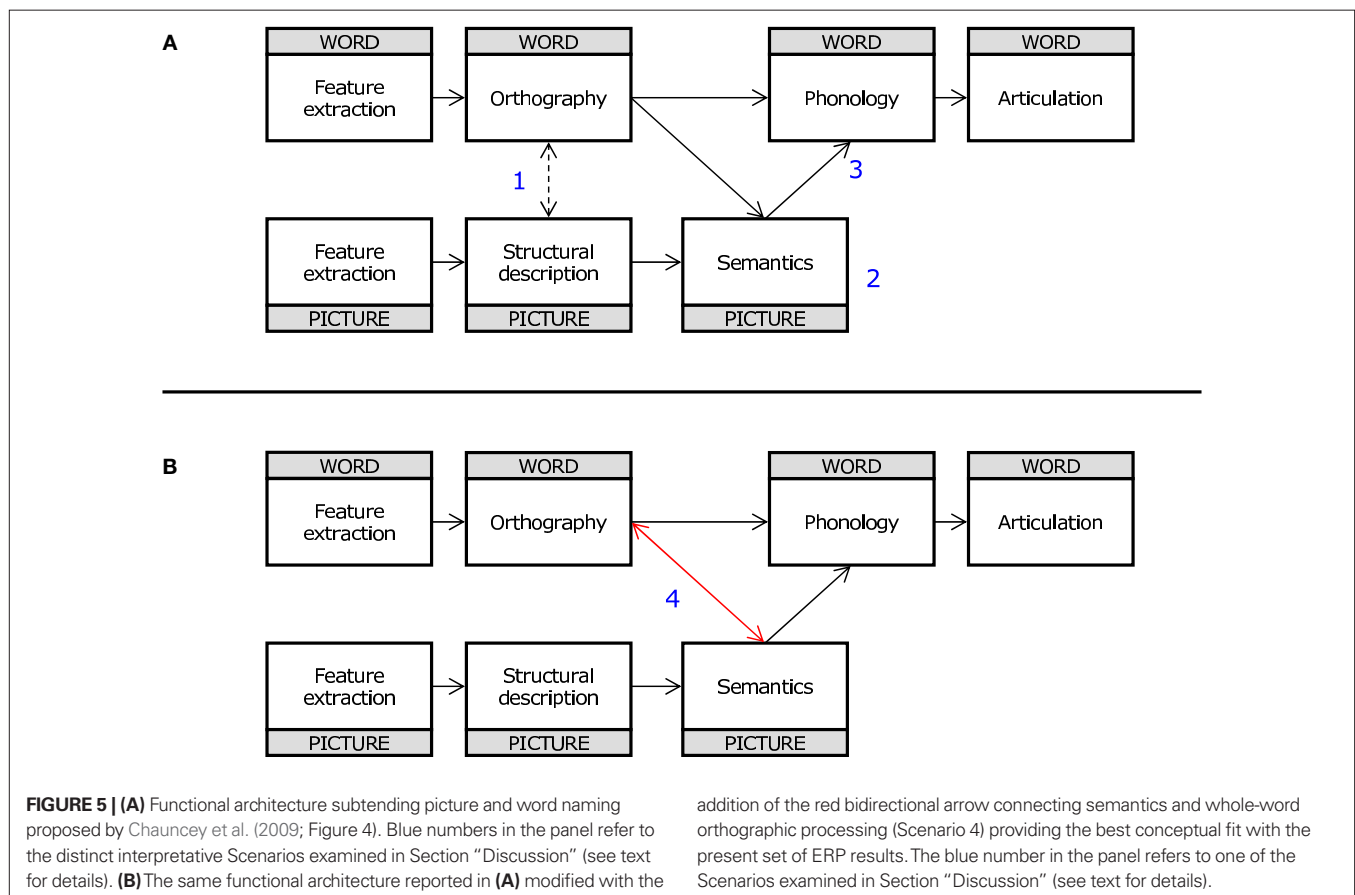 A
WORD
WORD
WORD
WORD
Feature
extraction
Orthography
Phonology
Articulation
1
3
Feature
extraction
Structural
description
Semantics
2
PICTURE
PICTURE
PICTURE
B
WORD
WORD
WORD
WORD
Feature
extraction
Orthography
Phonology
Articulation
4
Feature
extraction
Structural
description
Semantics
PICTURE
PICTURE
PICTURE
FIGURE 5 | (A) Functional architecture subtending picture and word naming
proposed by Chauncey et al. (2009; Figure 4). Blue numbers in the panel refer to
the distinct interpretative Scenarios examined in Section “Discussion” (see text
for details). (B) The same functional architecture reported in (A) modified with the
addition of the red bidirectional arrow connecting semantics and whole-word
orthographic processing (Scenario 4) providing the best conceptual fit with the
present set of ERP results. The blue number in the panel refers to one of the
Scenarios examined in Section “Discussion” (see text for details).